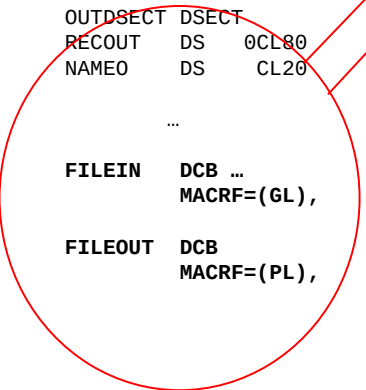 OUTDSECT DSECT
RECOUT   DS   0CL80
NAMEO    DS    CL20
…
FILEIN   DCB …
         MACRF=(GL),
FILEOUT  DCB
         MACRF=(PL),